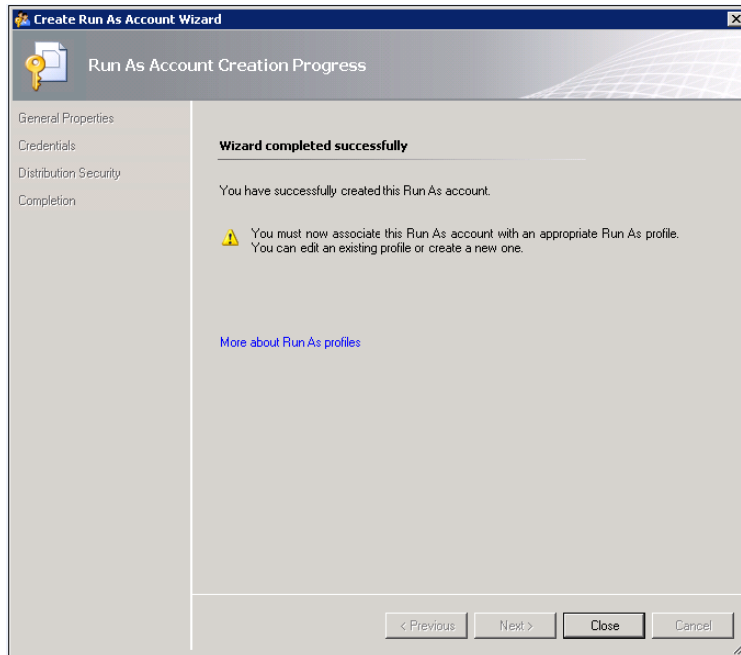 Create Run As Account Wizard
Run As Account Creation Progress
General Properties
Credentials
Distribution Security
Completion
Wizard completed successfully
You have successfully created this Run As account.
You must now associate this Run As account with an appropriate Run As profile.
You can edit an existing profile or create a new one.
More about Run As profiles
< Previous
Next >
Close
Cancel